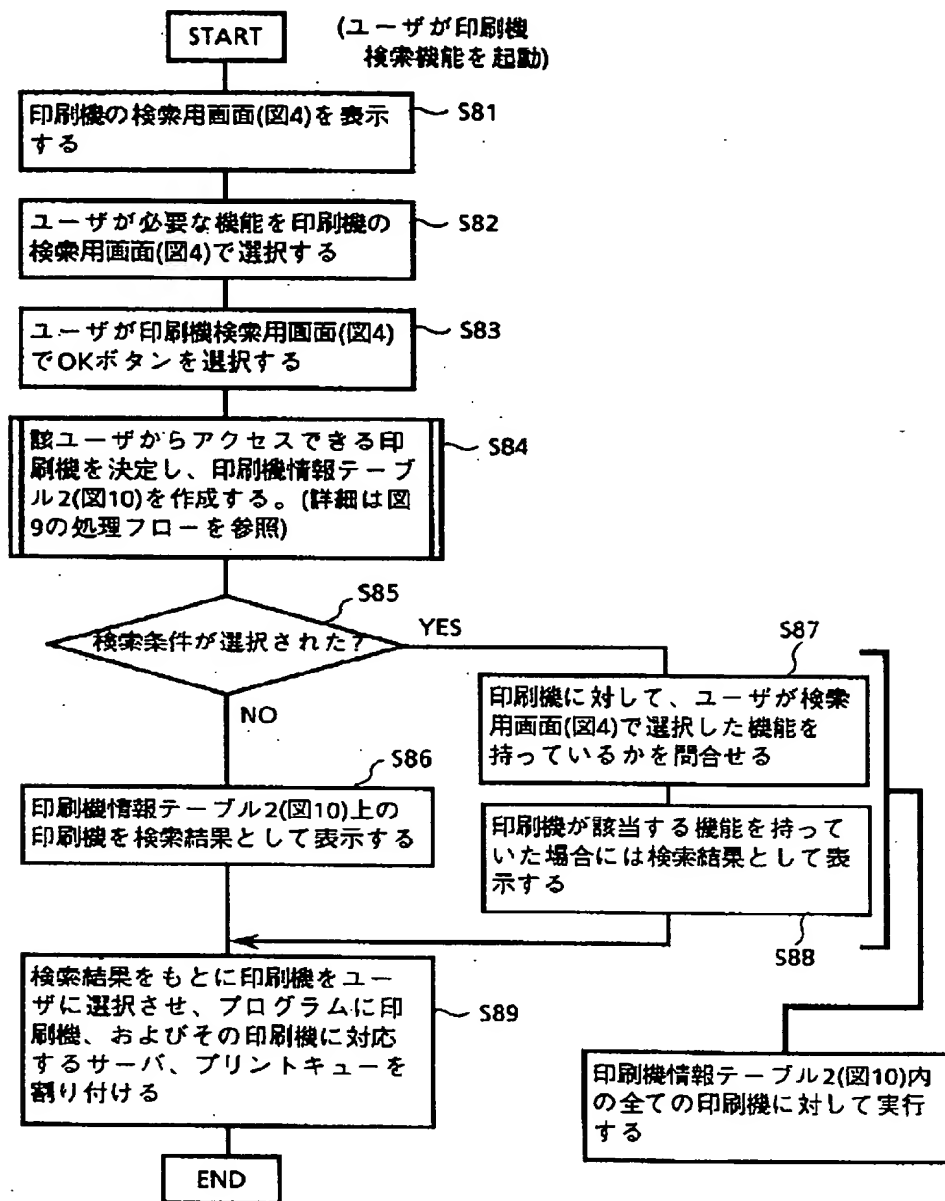 START
(ユーザが印刷機
検索機能を起動)
印刷機の検索用画面(図4)を表示
する
S81
ユーザが必要な機能を印刷機の
検索用画面(図4)で選択する
S82
ユーザが印刷機検索用画面(図4)
でOKボタンを選択する
S83
該ユーザからアクセスできる印
刷機を決定し、印刷機情報テーブ
ル2(図10)を作成する。(詳細は図
9の処理フローを参照)
S84
検索条件が選択された?
S85
YES
NO
印刷機情報テーブル2(図10)上の
印刷機を検索結果として表示する
S86
印刷機に対して、ユーザが検索
用画面(図4)で選択した機能を
持っているかを問合せる
S87
印刷機が該当する機能を持って
いた場合には検索結果として表
示する
S88
検索結果をもとに印刷機をユー
ザに選択させ、プログラムに印
刷機、およびその印刷機に対応
するサーバ、プリントキューを
割り付ける
S89
印刷機情報テーブル2(図10)内
の全ての印刷機に対して実行
する
END